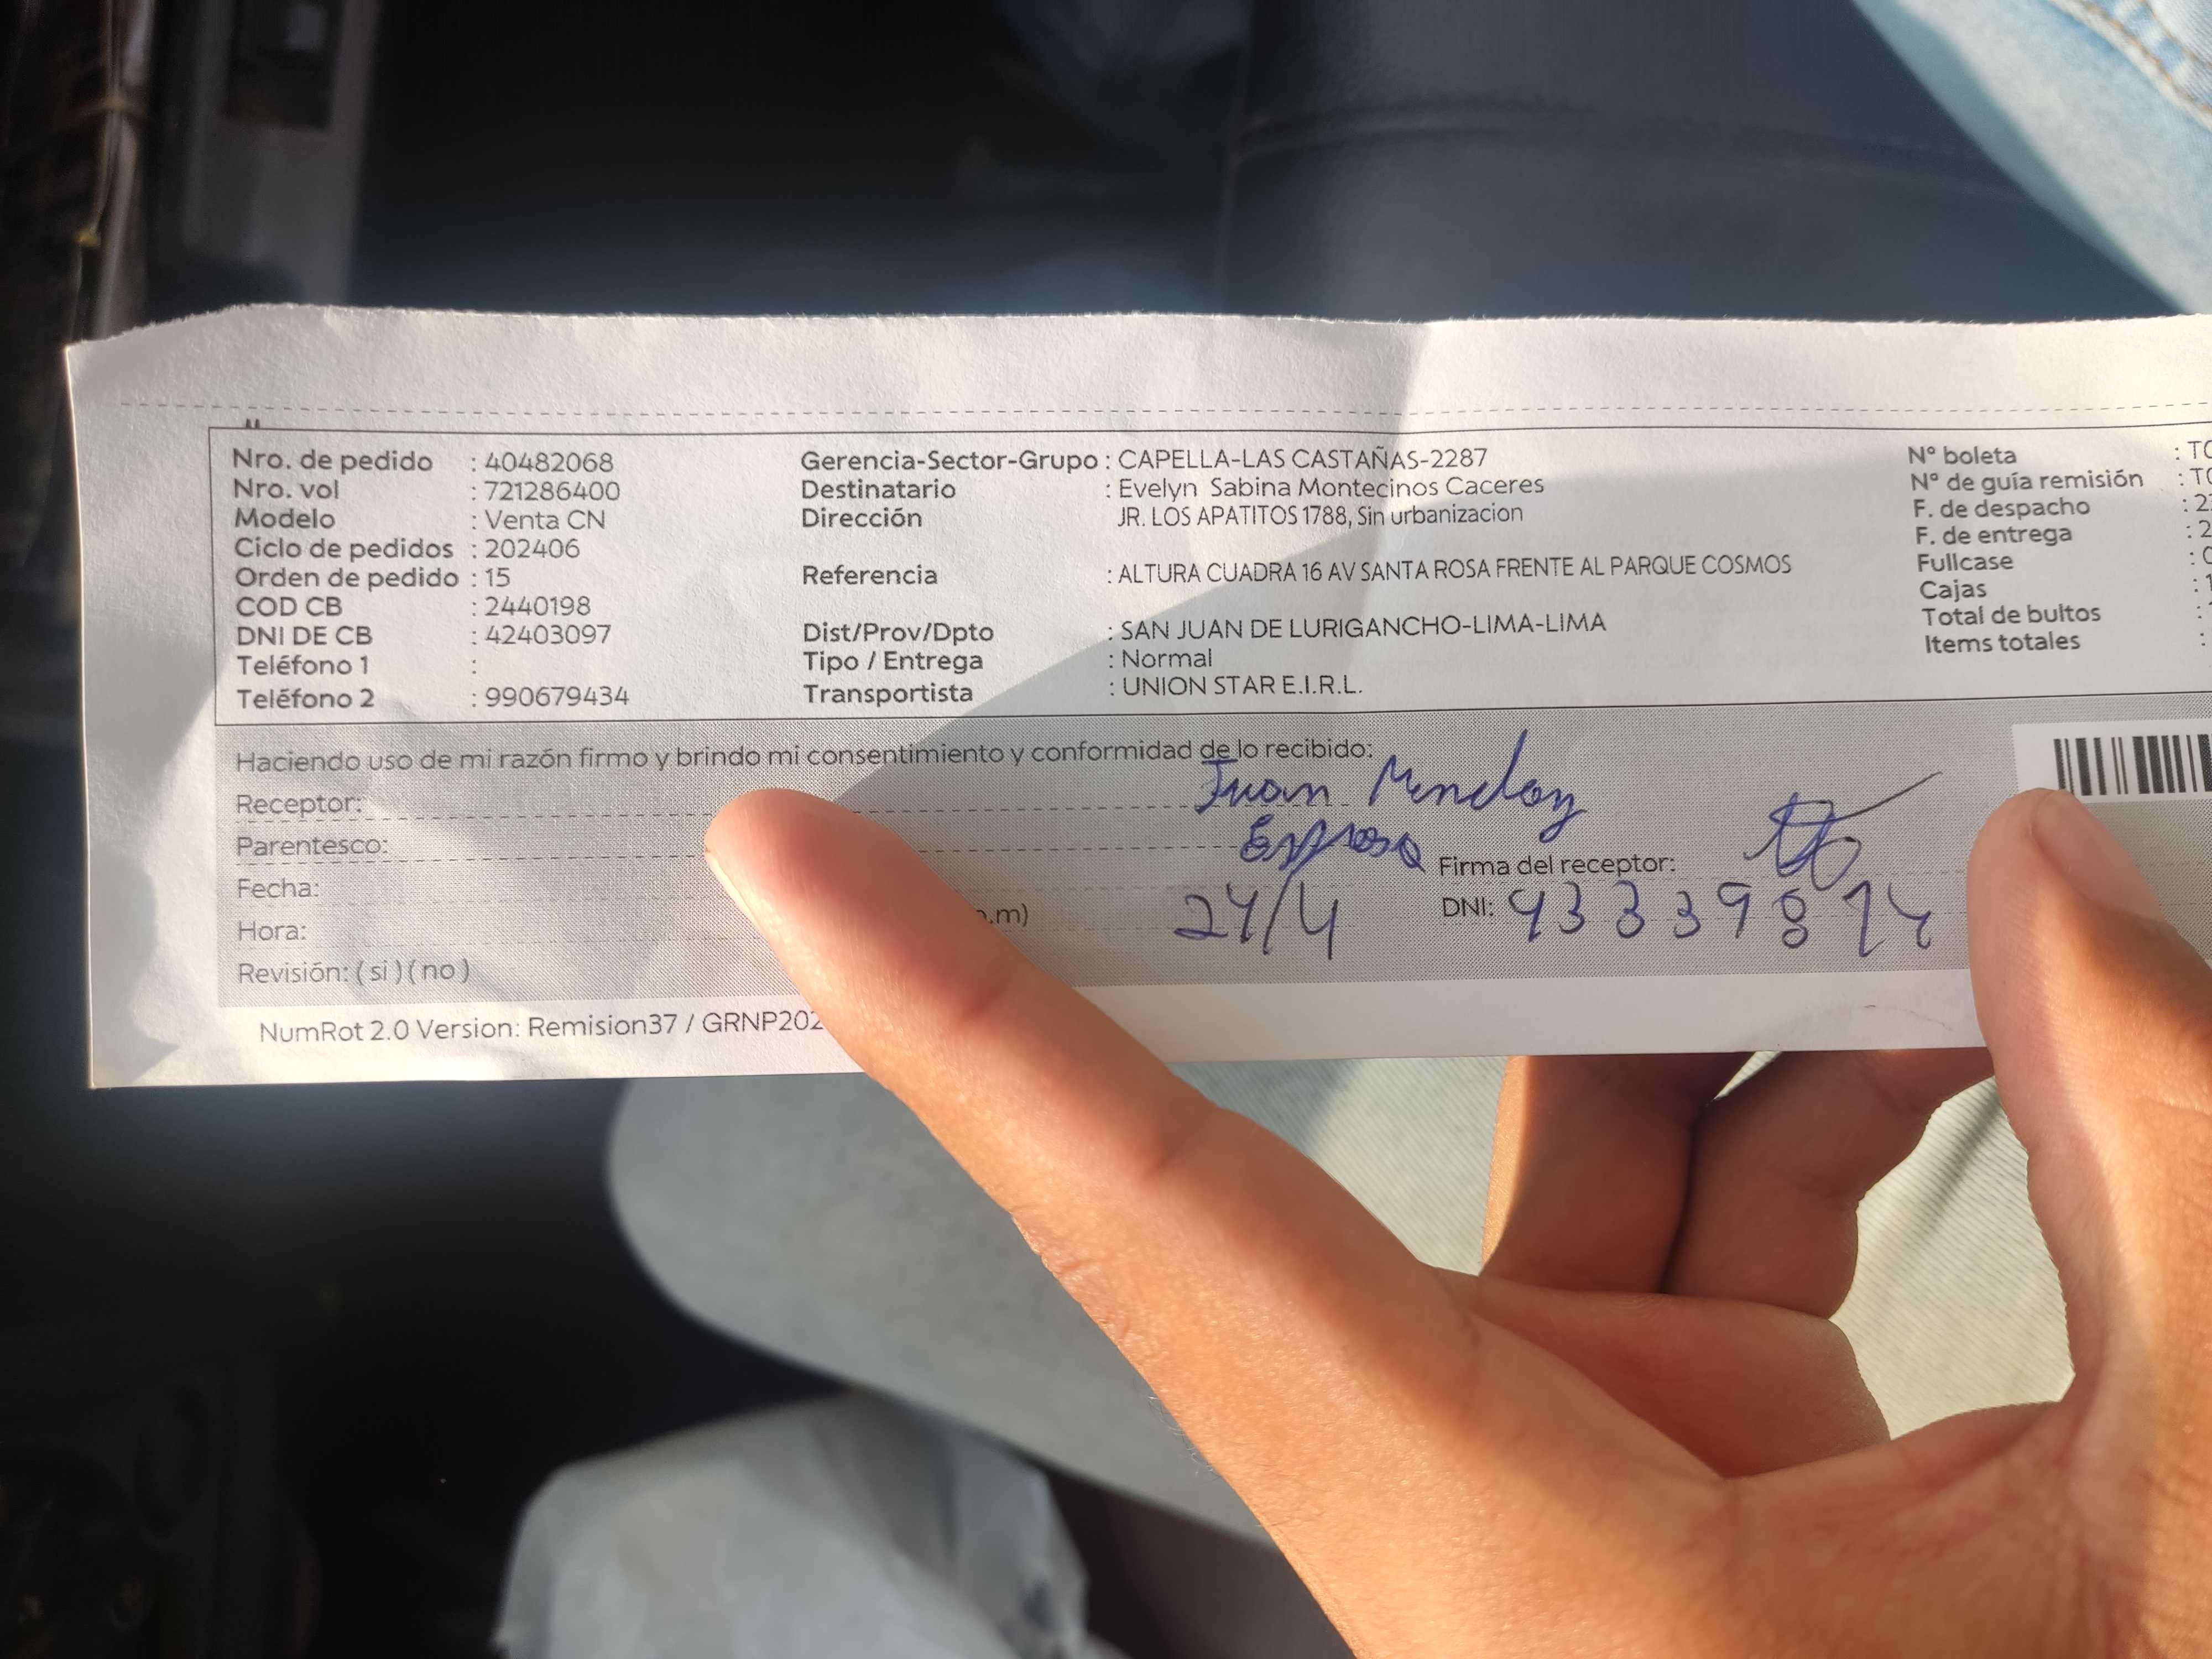 Nro. de pedido : 40482068
Nro. vol : 721286400
Modelo : Venta CN
Ciclo de pedidos : 202406
Orden de pedido : 15
COD CB : 2440198
DNI DE CB : 42403097
Teléfono 1 :
Teléfono 2 : 990679434
Gerencia-Sector-Grupo : CAPELLA-LAS CASTAÑAS-2287
Destinatario : Evelyn Sabina Montecinos Caceres
Dirección JR. LOS APATITOS 1788, Sin urbanizacion
Referencia : ALTURA CUADRA 16 AV SANTA ROSA FRENTE AL PARQUE COSMOS
Dist/Prov/Dpto : SAN JUAN DE LURIGANCHO-LIMA-LIMA
Tipo / Entrega : Normal
Transportista : UNION STAR E.I.R.L.
Nº boleta : T
Nº de guía remisión : T
F. de despacho : 2
F. de entrega : 2
Fullcase :
Cajas : 1
Total de bultos :
Items totales :
Haciendo uso de mi razón firmo y brindo mi consentimiento y conformidad de lo recibido:
Receptor: Juan
Parentesco:
Firma del receptor:
Fecha: 24/4
DNI:
Hora: .m)
Revisión: (si)(no)
NumRot 2.0 Version: Remision37 / GRNP202